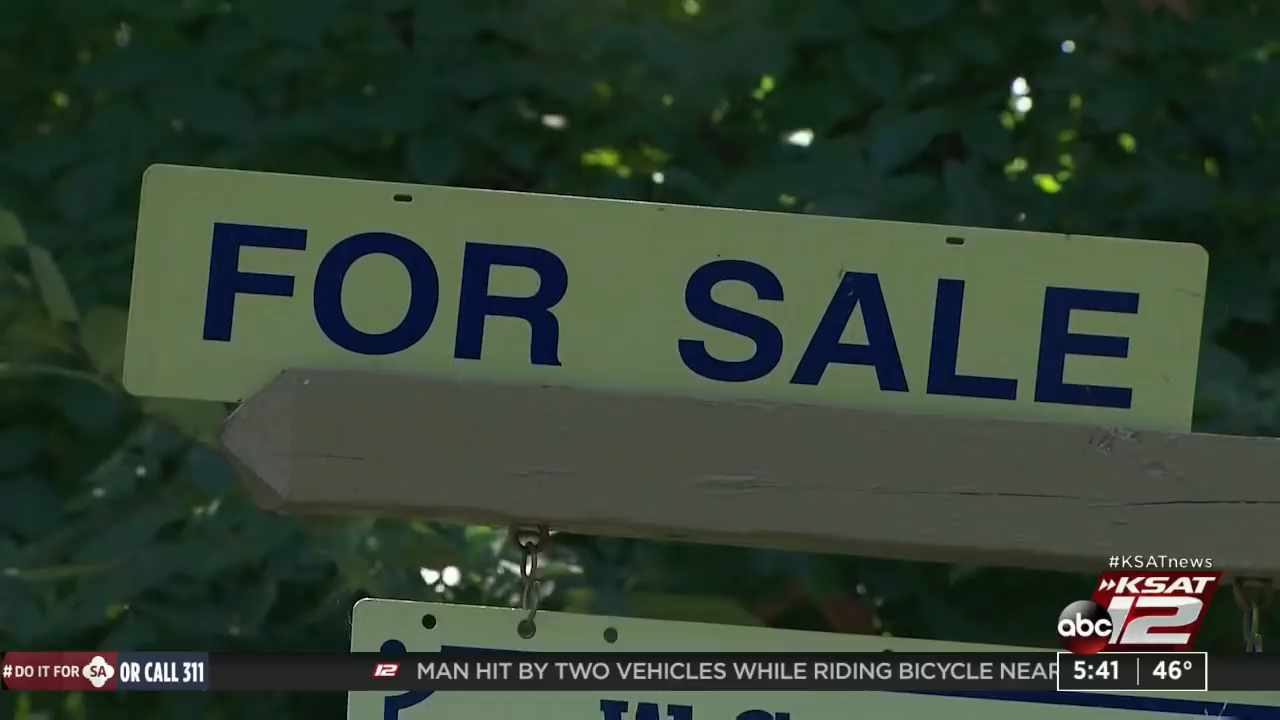 FOR SALE
#KSATnews
KSAT
abc 12
#DO IT FOR SA OR CALL 311
12 MAN HIT BY TWO VEHICLES WHILE RIDING BICYCLE NEAR
5:41 46°